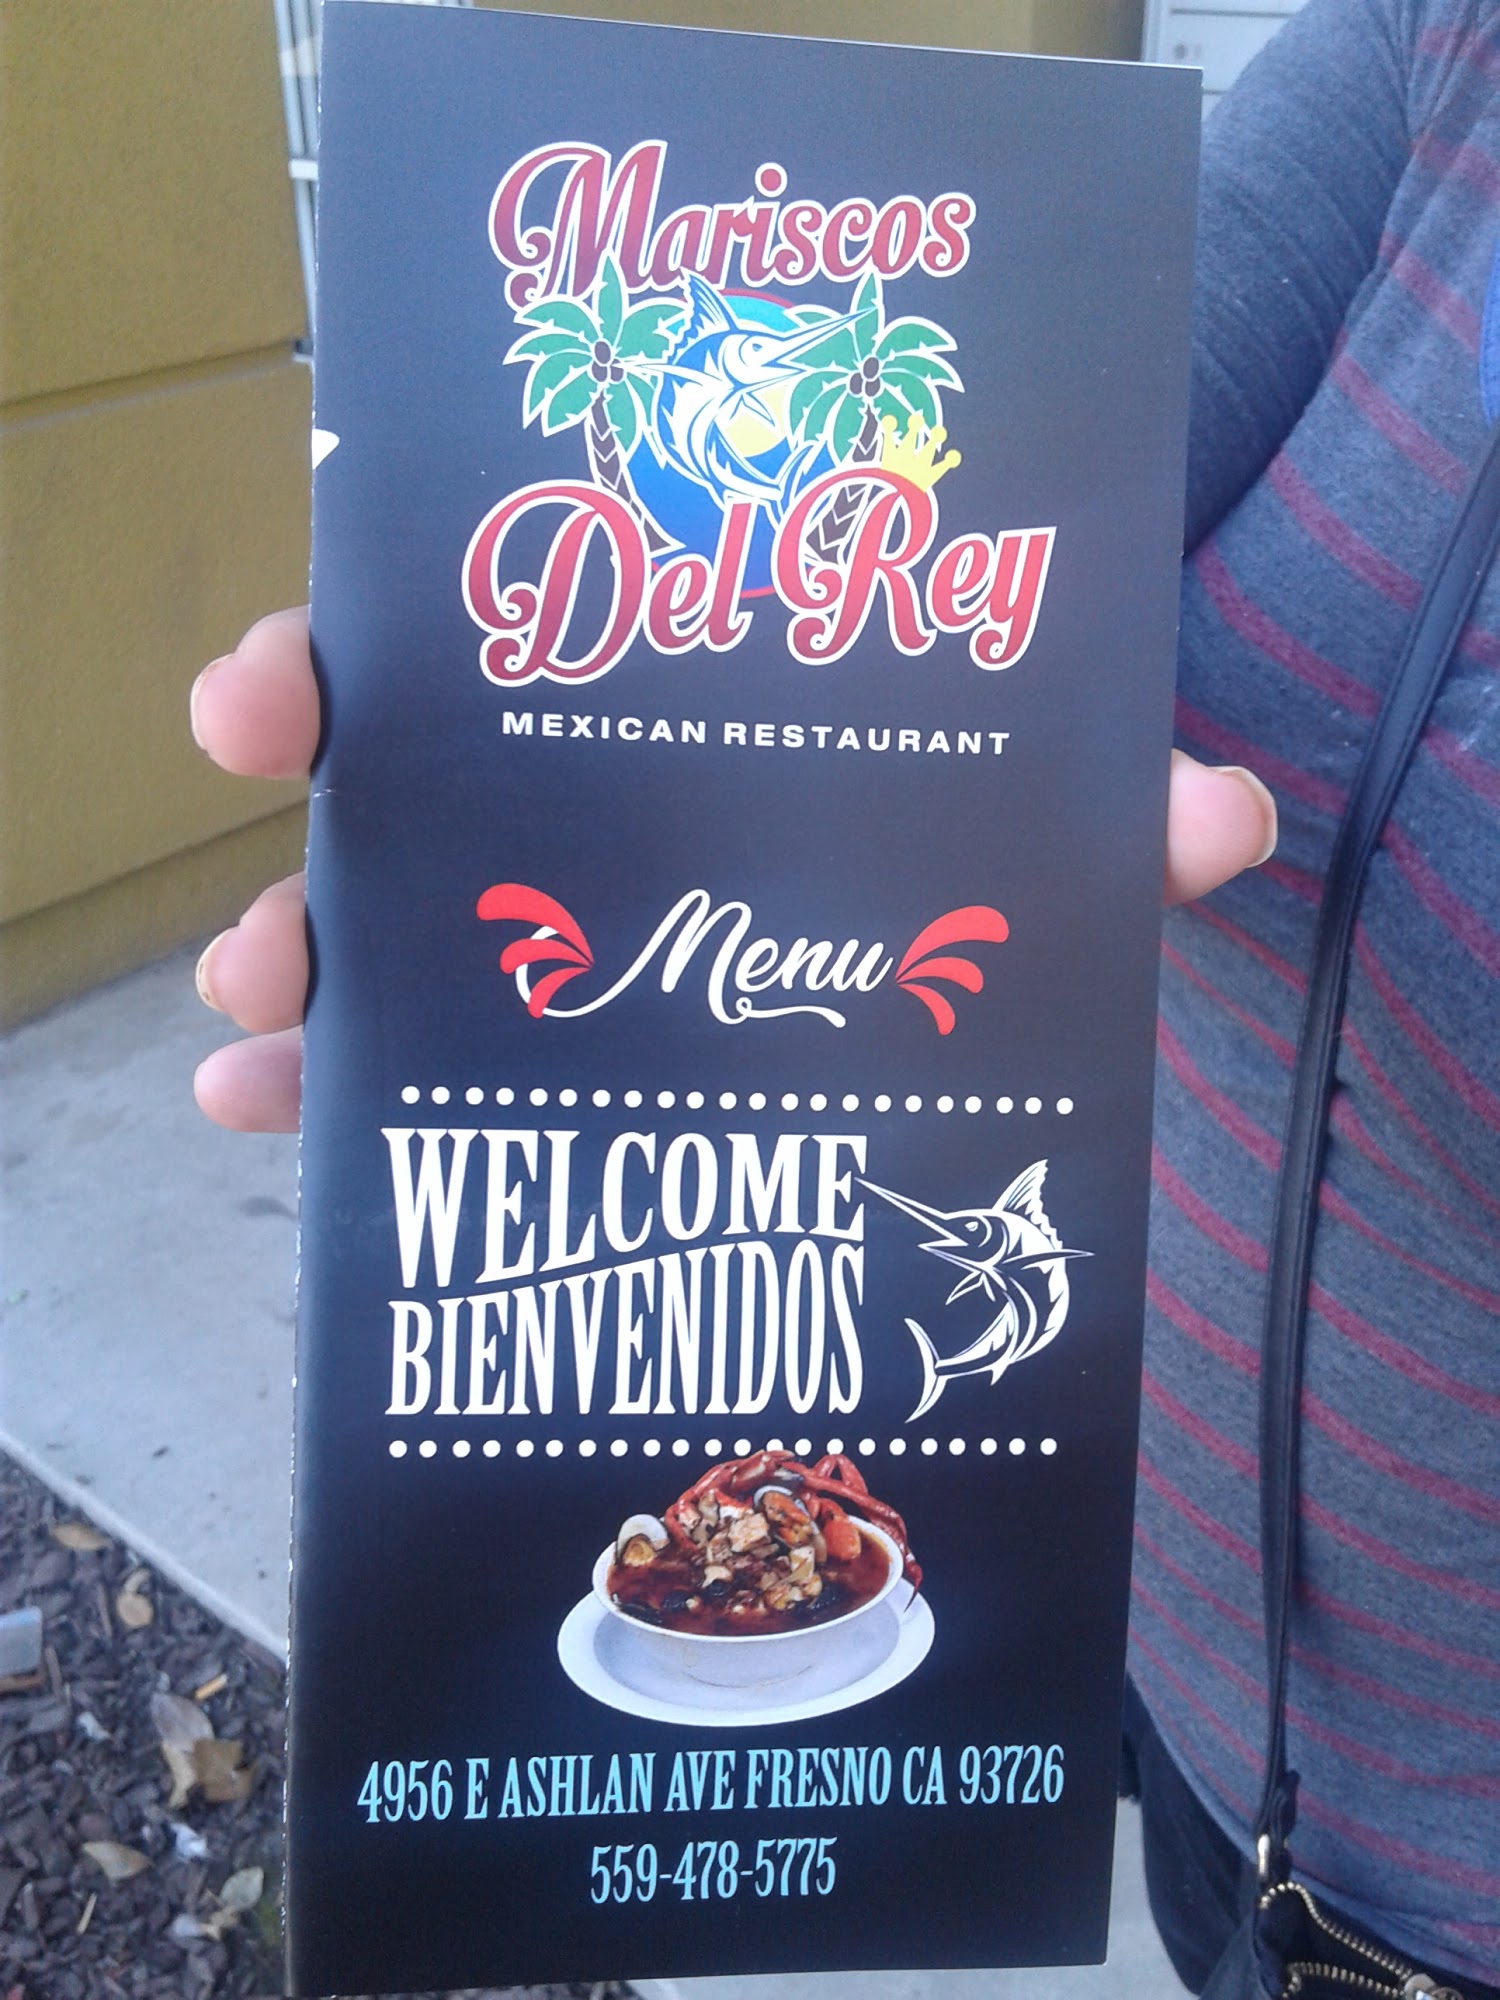 Mariscos
Del Rey
MEXICAN RESTAURANT
Menu
WELCOME
BIENVENIDOS
4956 E ASHLAN AVE FRESNO CA 93726
559-478-5775